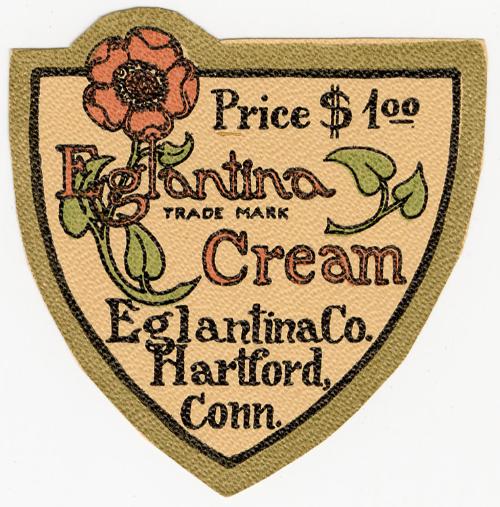 Price $1.00
Eglantina
TRADE MARK
Cream
Eglantina Co.
Hartford,
Conn.